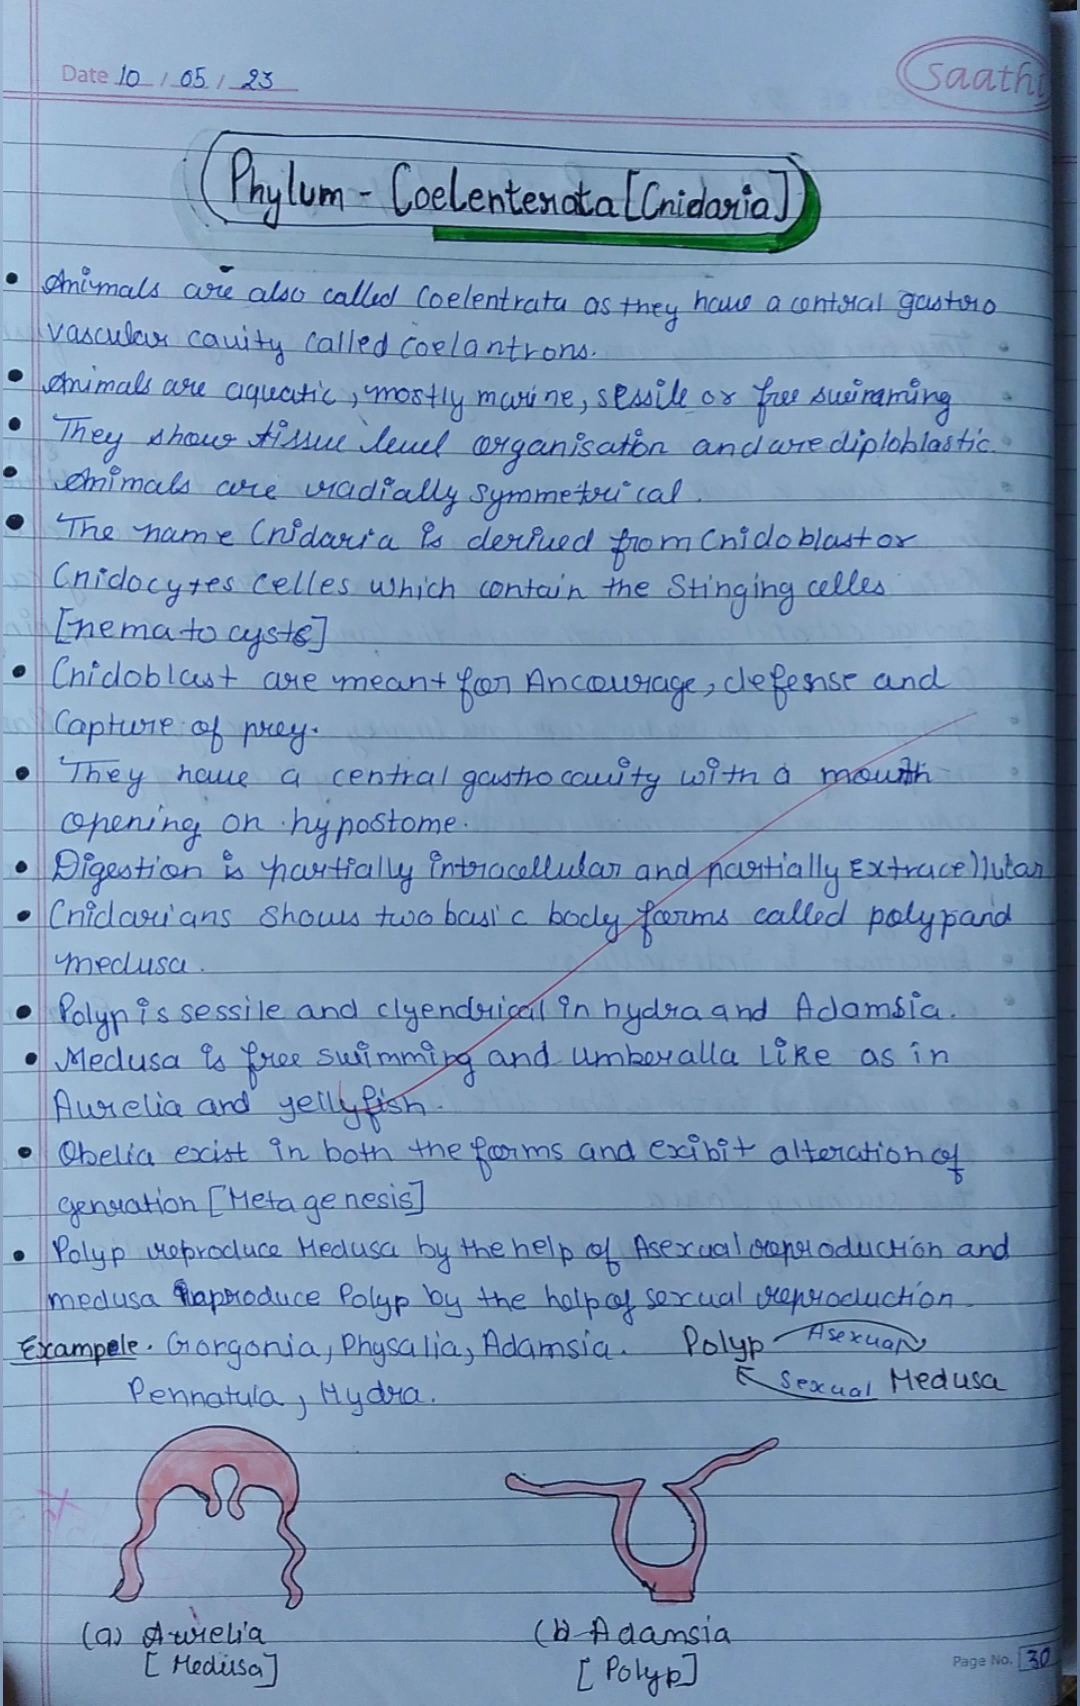 Date 10 / 05 / 23
Saathi
Phylum - Coelenterata [Cnidaria]
• Animals are also called Coelentrata as they have a central gastro
vascular cavity called coelantrons.
• Animals are aquatic, mostly marine, sessile or free swimming
• They show tissue level organisation and are diploblastic.
• Animals are radially symmetrical.
• The name Cnidaria is derived from Cnidoblast or
Cnidocytes celles which contain the Stinging celles
[nematocysts]
• Cnidoblast are meant for Ancourage, defense and
Capture of prey.
• They have a central gastrocavity with a mouth
opening on hypostome.
• Digestion is partially intracellular and partially Extracellular
• Cnidarians shows two basic body forms called polyp and
medusa.
• Polyp is sessile and clyendrical in hydra and Adamsia.
• Medusa is free swimming and umberalla like as in
Aurelia and jellyfish.
• Obelia exist in both the forms and exibit alteration of
genration [Metagenesis]
• Polyp reproduce Medusa by the help of Asexual reproduction and
medusa Raproduce Polyp by the help of sexual reproduction.
Exampele. Gorgonia, Physalia, Adamsia. Polyp Asexual
Pennatula, Hydra. Sexual Medusa
(a) Aurelia (b) Adamsia
[Medusa] [Polyp]
Page No. 30